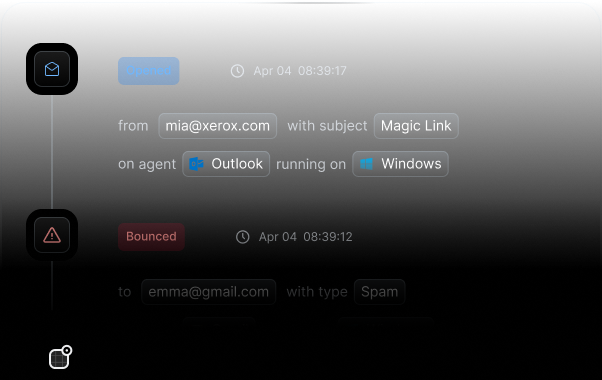 Opened Apr 04 08:39:17
from mia@xerox.com with subject Magic Link
on agent Outlook running on Windows
Bounced Apr 04 08:39:12
to emma@gmail.com with type Spam